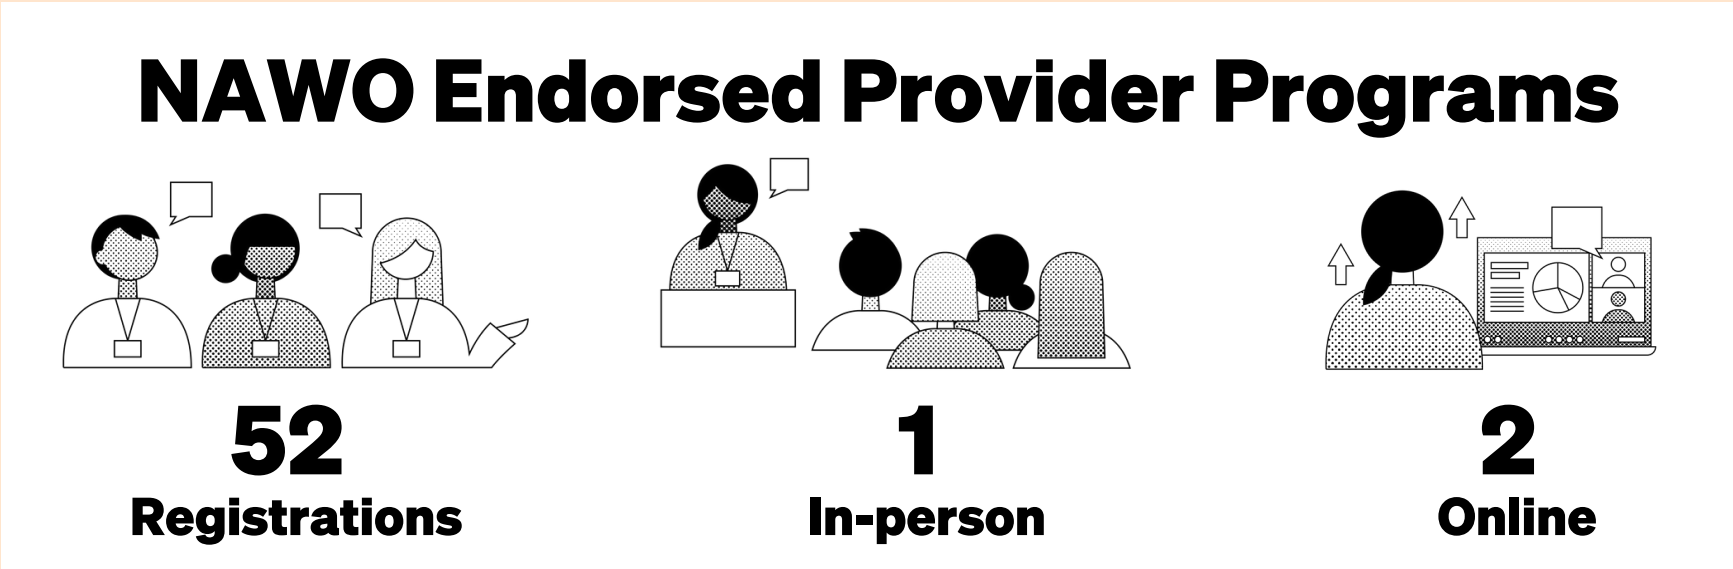 NAWO Endorsed Provider Programs
52
Registrations
1
In-person
2
Online